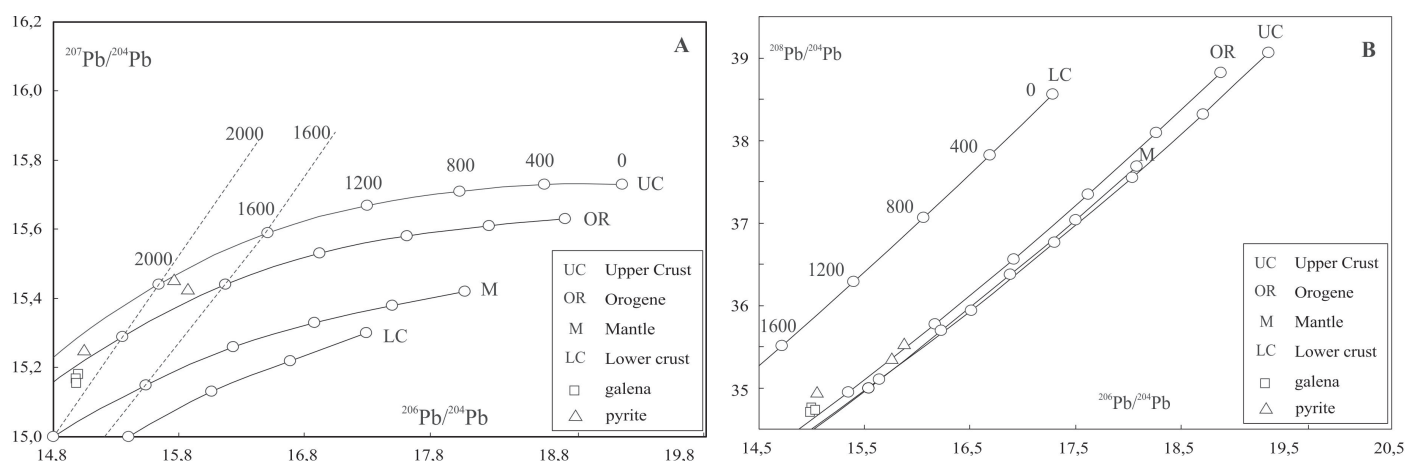 16,2
16,0
15,8
15,6
15,4
15,2
15,0
14,8
15,8
16,8
17,8
18,8
19,8
²⁰⁷Pb/²⁰⁴Pb
A
2000
1600
2000
1600
1200
800
400
0
UC
OR
M
LC
²⁰⁶Pb/²⁰⁴Pb
UC Upper Crust
OR Orogene
M Mantle
LC Lower crust
galena
pyrite
39
38
37
36
35
14,5
15,5
16,5
17,5
18,5
19,5
20,5
²⁰⁸Pb/²⁰⁴Pb
B
UC
OR
LC
0
400
M
800
1200
1600
²⁰⁶Pb/²⁰⁴Pb
UC Upper Crust
OR Orogene
M Mantle
LC Lower crust
galena
pyrite